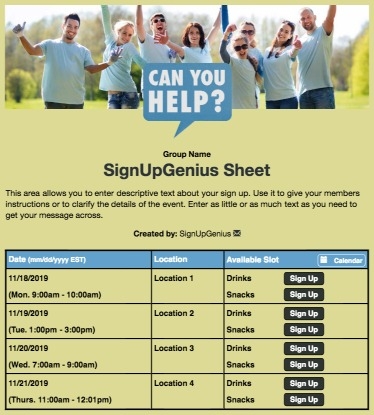 CAN YOU
HELP?
Group Name
SignUpGenius Sheet
This area allows you to enter descriptive text about your sign up. Use it to give your members
instructions or to clarify the details of the event. Enter as little or as much text as you need to
get your message across.
Created by: SignUpGenius
Date (mm/dd/yyyy EST) Location Available Slot Calendar
11/18/2019 Location 1 Drinks Sign Up
(Mon. 9:00am - 10:00am) Snacks Sign Up
11/19/2019 Location 2 Drinks Sign Up
(Tue. 1:00pm - 3:00pm) Snacks Sign Up
11/20/2019 Location 3 Drinks Sign Up
(Wed. 7:00am - 9:00am) Snacks Sign Up
11/21/2019 Location 4 Drinks Sign Up
(Thurs. 11:00am - 12:01pm) Snacks Sign Up